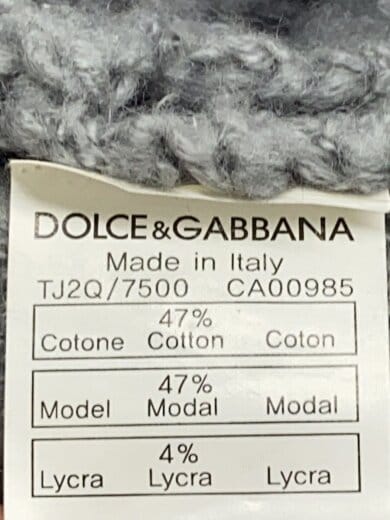 DOLCE&GABBANA
Made in Italy
TJ2Q/7500 CA00985
47%
Cotone Cotton Coton
47%
Model Modal Modal
4%
Lycra Lycra Lycra